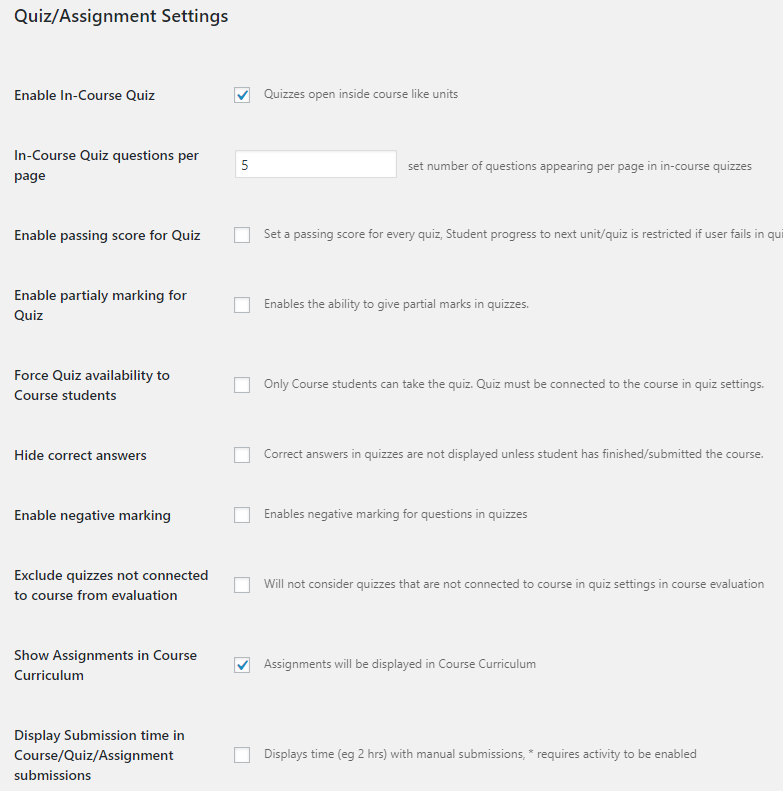 Quiz/Assignment Settings
Enable In-Course Quiz
Quizzes open inside course like units
In-Course Quiz questions per
page
5
set number of questions appearing per page in in-course quizzes
Enable passing score for Quiz
Set a passing score for every quiz, Student progress to next unit/quiz is restricted if user fails in qui
Enable partialy marking for
Quiz
Enables the ability to give partial marks in quizzes.
Force Quiz availability to
Course students
Only Course students can take the quiz. Quiz must be connected to the course in quiz settings.
Hide correct answers
Correct answers in quizzes are not displayed unless student has finished/submitted the course.
Enable negative marking
Enables negative marking for questions in quizzes
Exclude quizzes not connected
to course from evaluation
Will not consider quizzes that are not connected to course in quiz settings in course evaluation
Show Assignments in Course
Curriculum
Assignments will be displayed in Course Curriculum
Display Submission time in
Course/Quiz/Assignment
submissions
Displays time (eg 2 hrs) with manual submissions, * requires activity to be enabled